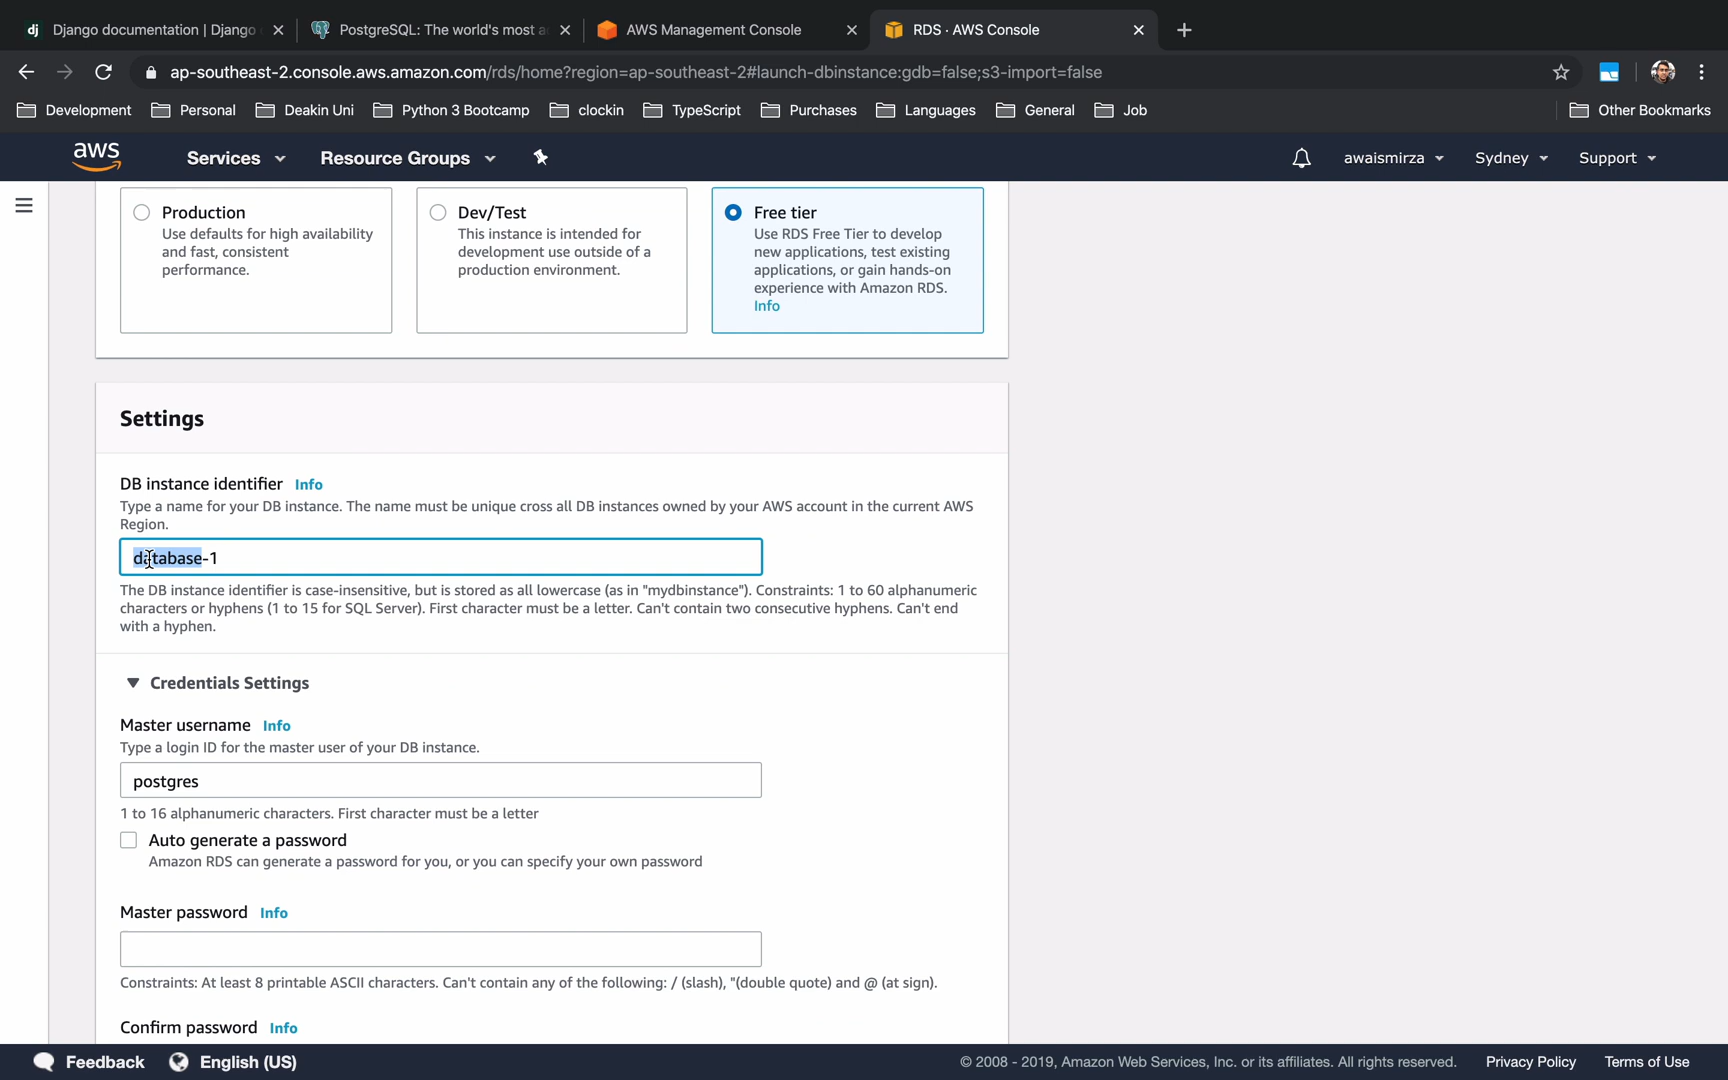 Django documentation | Django
PostgreSQL: The world's most a
AWS Management Console
RDS · AWS Console
ap-southeast-2.console.aws.amazon.com/rds/home?region=ap-southeast-2#launch-dbinstance:gdb=false;s3-import=false
Development
Personal
Deakin Uni
Python 3 Bootcamp
clockin
TypeScript
Purchases
Languages
General
Job
Other Bookmarks
aws
Services
Resource Groups
awaismirza
Sydney
Support
Production
Use defaults for high availability
and fast, consistent
performance.
Dev/Test
This instance is intended for
development use outside of a
production environment.
Free tier
Use RDS Free Tier to develop
new applications, test existing
applications, or gain hands-on
experience with Amazon RDS.
Info
Settings
DB instance identifier Info
Type a name for your DB instance. The name must be unique cross all DB instances owned by your AWS account in the current AWS
Region.
database-1
The DB instance identifier is case-insensitive, but is stored as all lowercase (as in "mydbinstance"). Constraints: 1 to 60 alphanumeric
characters or hyphens (1 to 15 for SQL Server). First character must be a letter. Can't contain two consecutive hyphens. Can't end
with a hyphen.
Credentials Settings
Master username Info
Type a login ID for the master user of your DB instance.
postgres
1 to 16 alphanumeric characters. First character must be a letter
Auto generate a password
Amazon RDS can generate a password for you, or you can specify your own password
Master password Info
Constraints: At least 8 printable ASCII characters. Can't contain any of the following: / (slash), "(double quote) and @ (at sign).
Confirm password Info
Feedback
English (US)
© 2008 - 2019, Amazon Web Services, Inc. or its affiliates. All rights reserved.
Privacy Policy
Terms of Use